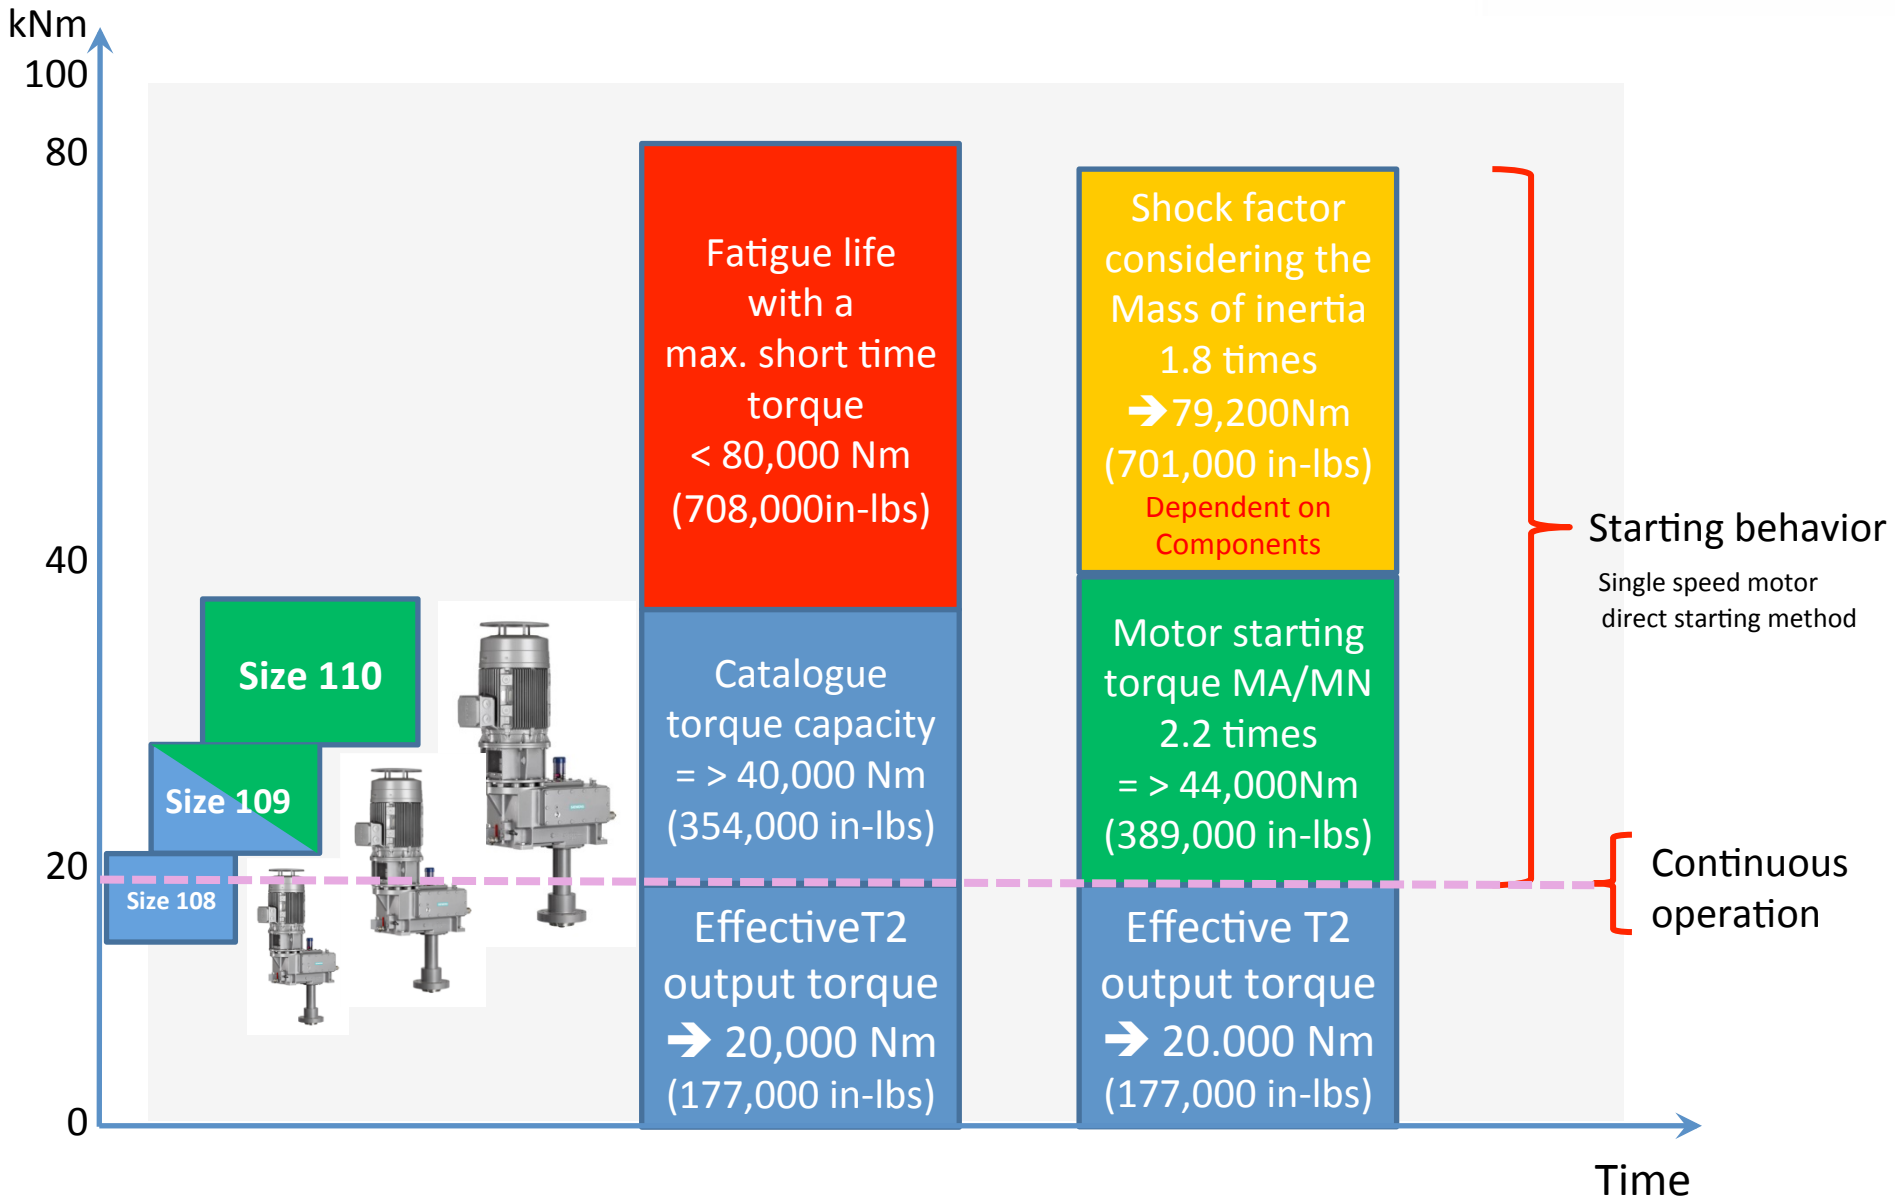 kNm
100
80
40
20
0
Size 110
Size 109
Size 108
Fatigue life
with a
max. short time
torque
< 80,000 Nm
(708,000in-lbs)
Catalogue
torque capacity
= > 40,000 Nm
(354,000 in-lbs)
EffectiveT2
output torque
➔ 20,000 Nm
(177,000 in-lbs)
Shock factor
considering the
Mass of inertia
1.8 times
➔79,200Nm
(701,000 in-lbs)
Dependent on
Components
Motor starting
torque MA/MN
2.2 times
= > 44,000Nm
(389,000 in-lbs)
Effective T2
output torque
➔ 20.000 Nm
(177,000 in-lbs)
Starting behavior
Single speed motor
direct starting method
Continuous
operation
Time